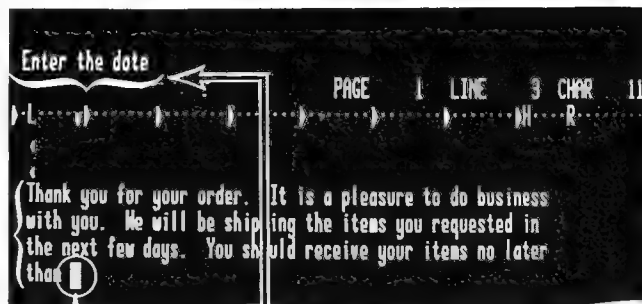 Enter the date
PAGE 1 LINE 9 CHAR 11
L H R
Thank you for your order. It is a pleasure to do business
with you. We will be shipping the items you requested in
the next few days. You should receive your items no later
than